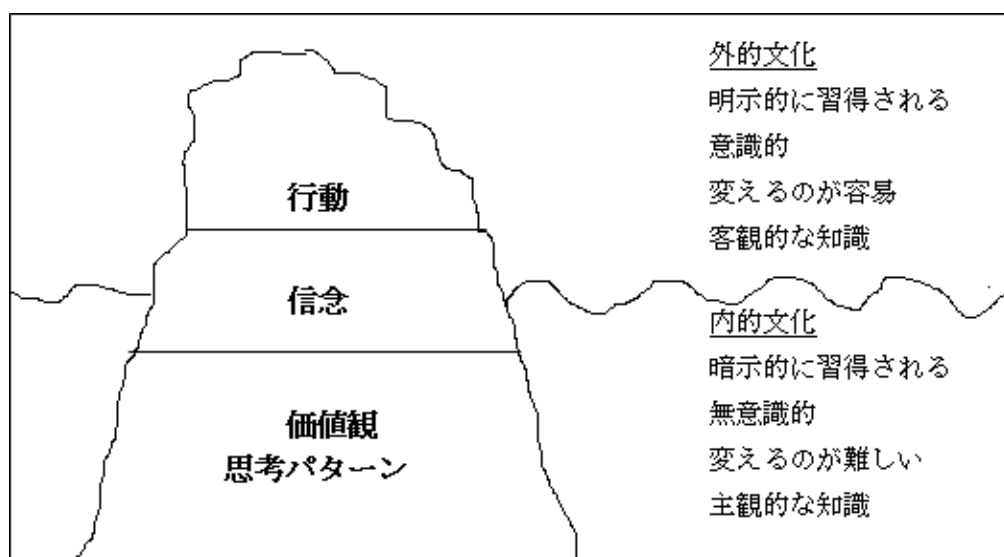 外的文化
明示的に習得される
意識的
変えるのが容易
客観的な知識
行動
信念
価値観
思考パターン
内的文化
暗示的に習得される
無意識的
変えるのが難しい
主観的な知識